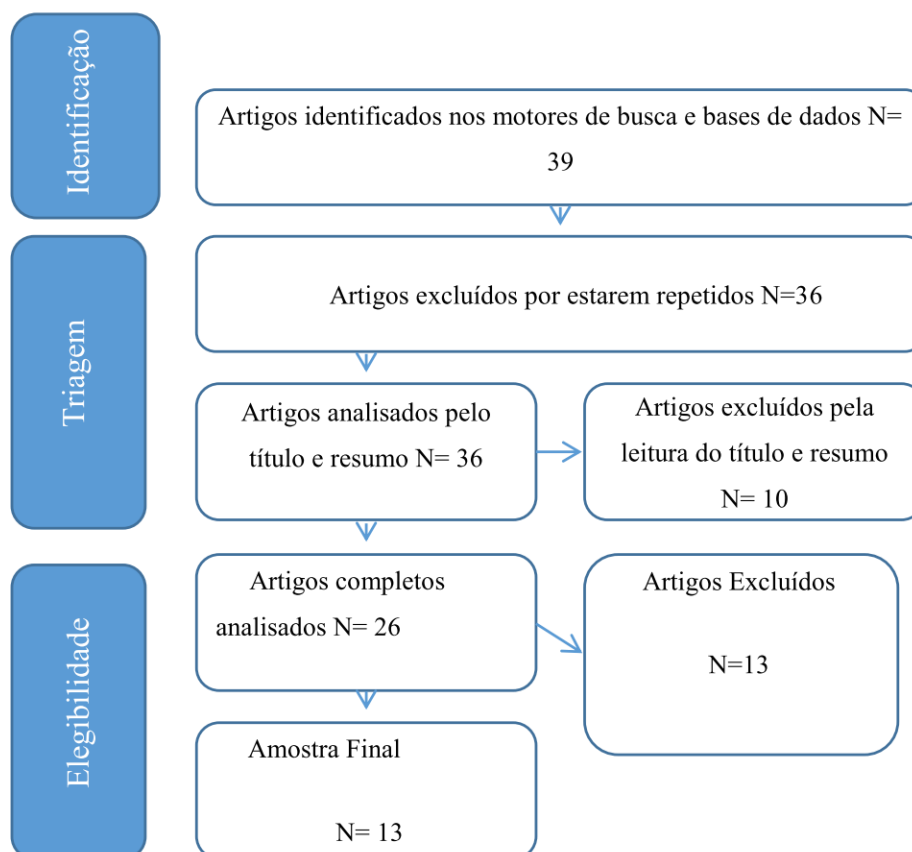 Identificação
Artigos identificados nos motores de busca e bases de dados N=
39
Triagem
Artigos excluídos por estarem repetidos N=36
Artigos analisados pelo
título e resumo N= 36
Artigos excluídos pela
leitura do título e resumo
N= 10
Elegibilidade
Artigos completos
analisados N= 26
Artigos Excluídos
N=13
Amostra Final
N= 13